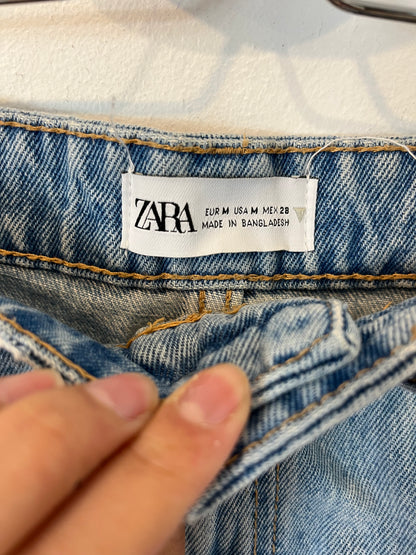 ZARA
EUR M USA M MEX 28
MADE IN BANGLADESH